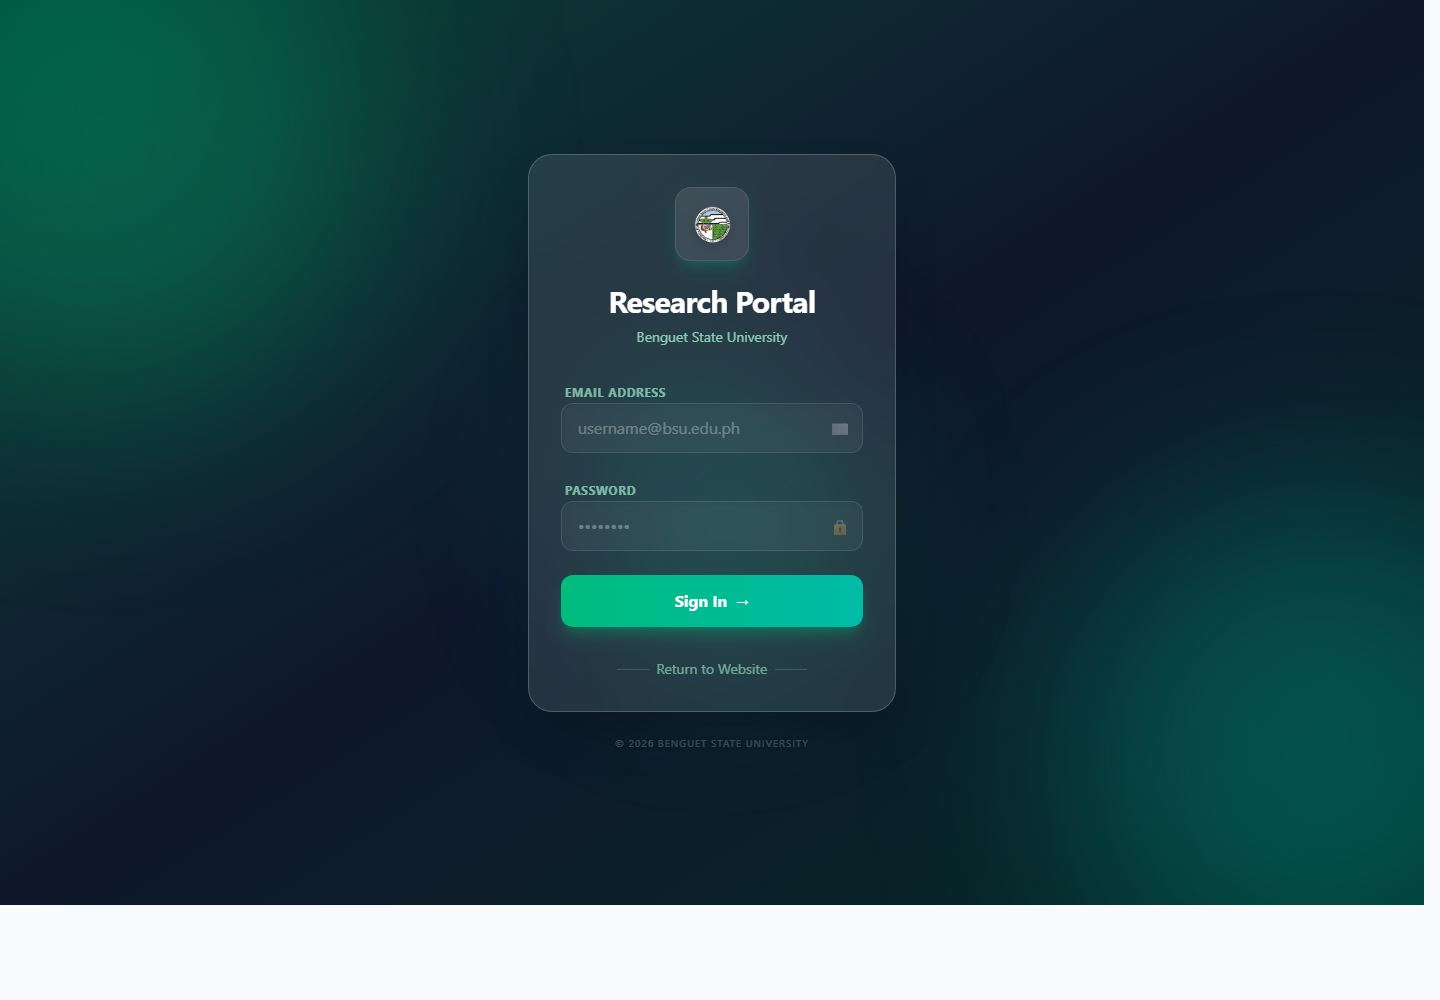 Research Portal
Benguet State University
EMAIL ADDRESS
username@bsu.edu.ph
PASSWORD
••••••••
Sign In →
Return to Website
© 2026 BENGUET STATE UNIVERSITY